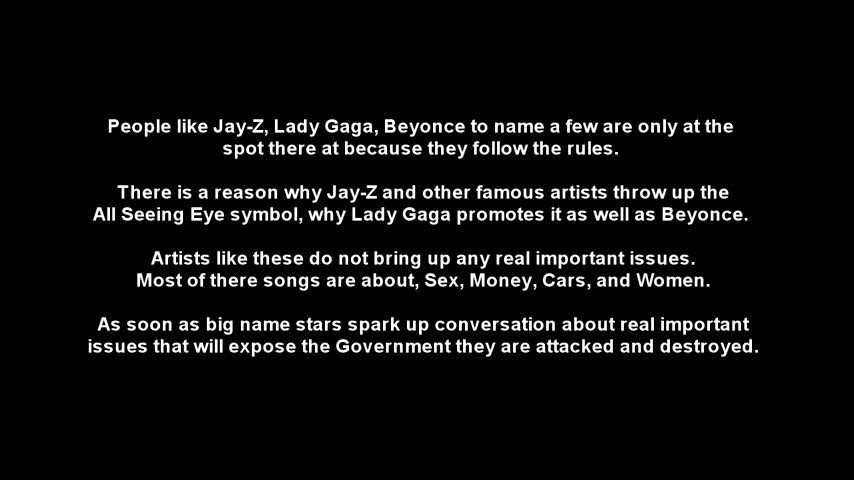 People like Jay-Z, Lady Gaga, Beyonce to name a few are only at the
spot there at because they follow the rules.
There is a reason why Jay-Z and other famous artists throw up the
All Seeing Eye symbol, why Lady Gaga promotes it as well as Beyonce.
Artists like these do not bring up any real important issues.
Most of there songs are about, Sex, Money, Cars, and Women.
As soon as big name stars spark up conversation about real important
issues that will expose the Government they are attacked and destroyed.